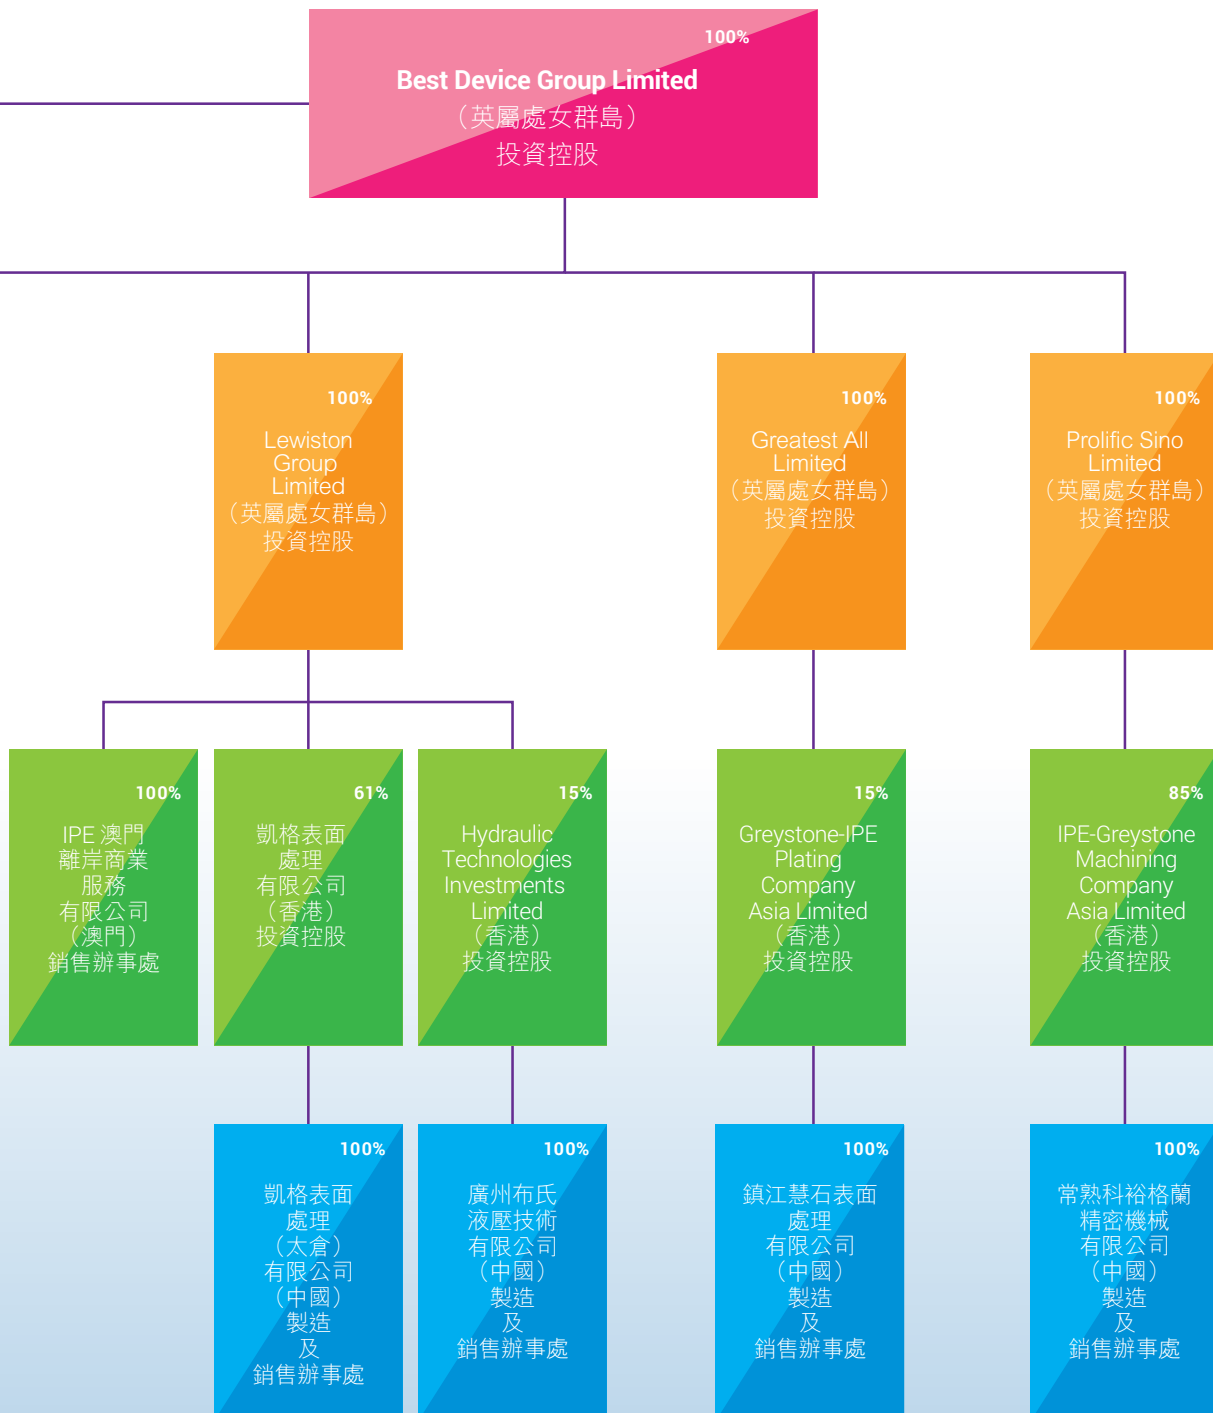 100%
Best Device Group Limited
（英屬處女群島）
投資控股
100%
Lewiston
Group
Limited
（英屬處女群島）
投資控股
100%
Greatest All
Limited
（英屬處女群島）
投資控股
100%
Prolific Sino
Limited
（英屬處女群島）
投資控股
100%
IPE 澳門
離岸商業
服務
有限公司
（澳門）
銷售辦事處
61%
凱格表面
處理
有限公司
（香港）
投資控股
15%
Hydraulic
Technologies
Investments
Limited
（香港）
投資控股
15%
Greystone-IPE
Plating
Company
Asia Limited
（香港）
投資控股
85%
IPE-Greystone
Machining
Company
Asia Limited
（香港）
投資控股
100%
凱格表面
處理
（太倉）
有限公司
（中國）
製造
及
銷售辦事處
100%
廣州布氏
液壓技術
有限公司
（中國）
製造
及
銷售辦事處
100%
鎮江慧石表面
處理
有限公司
（中國）
製造
及
銷售辦事處
100%
常熟科裕格蘭
精密機械
有限公司
（中國）
製造
及
銷售辦事處